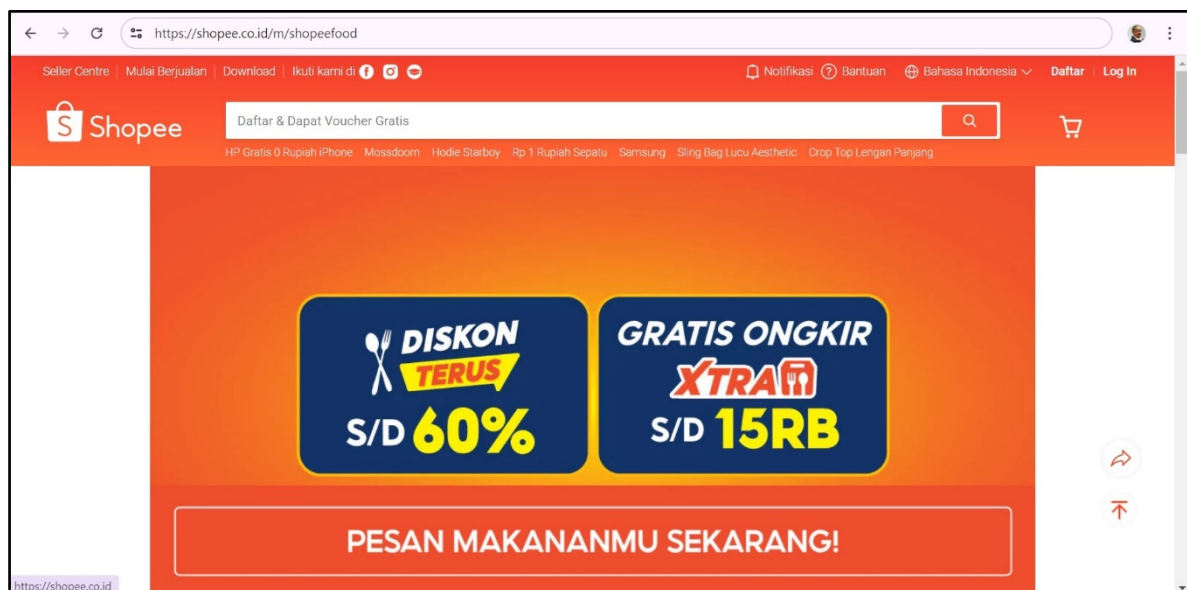 https://shopee.co.id/m/shopeefood
Seller Centre | Mulai Berjualan | Download | Ikuti kami di
Notifikasi ? Bantuan Bahasa Indonesia Daftar | Log In
S Shopee
Daftar & Dapat Voucher Gratis
HP Gratis 0 Rupiah iPhone Mossdoom Hodie Starboy Rp 1 Rupiah Sepatu Samsung Sling Bag Lucu Aesthetic Crop Top Lengan Panjang
DISKON
TERUS
S/D 60%
GRATIS ONGKIR
XTRA
S/D 15RB
PESAN MAKANANMU SEKARANG!
https://shopee.co.id